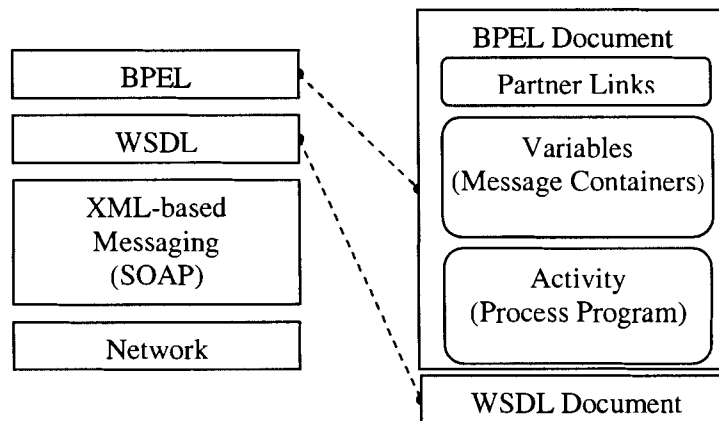 BPEL
WSDL
XML-based
Messaging
(SOAP)
Network
BPEL Document
Partner Links
Variables
(Message Containers)
Activity
(Process Program)
WSDL Document